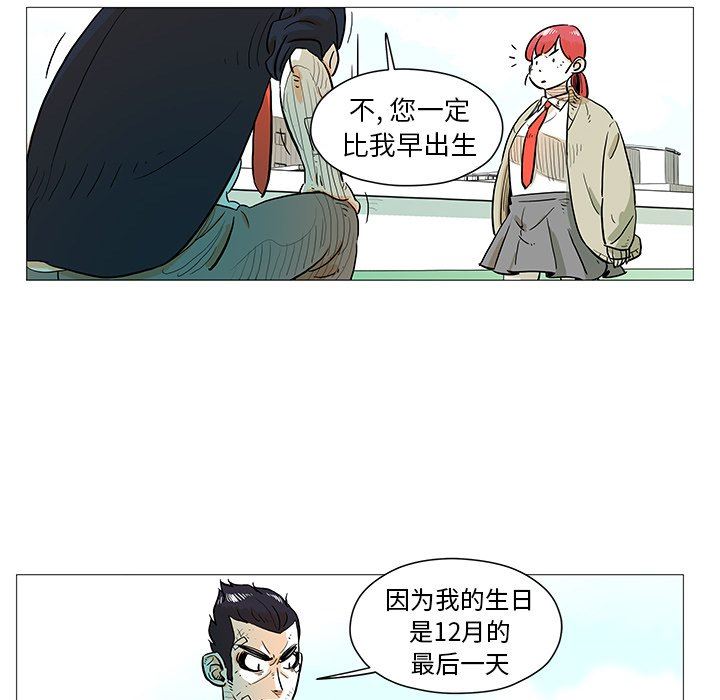 不, 您一定
比我早出生
因为我的生日
是12月的
最后一天